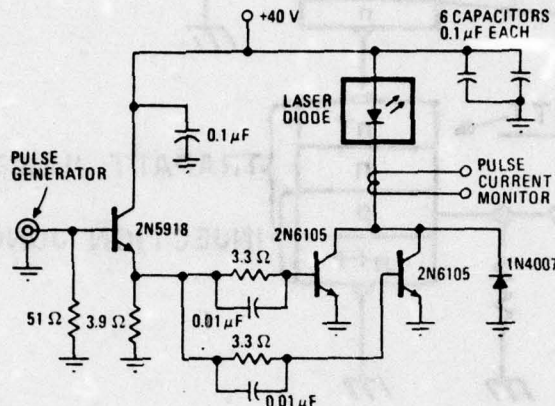 +40 V
6 CAPACITORS
0.1 µF EACH
LASER
DIODE
0.1 µF
PULSE
GENERATOR
PULSE
CURRENT
MONITOR
2N5918
2N6105
3.3 Ω
2N6105
1N4007
0.01 µF
51 Ω
3.9 Ω
3.3 Ω
0.01 µF